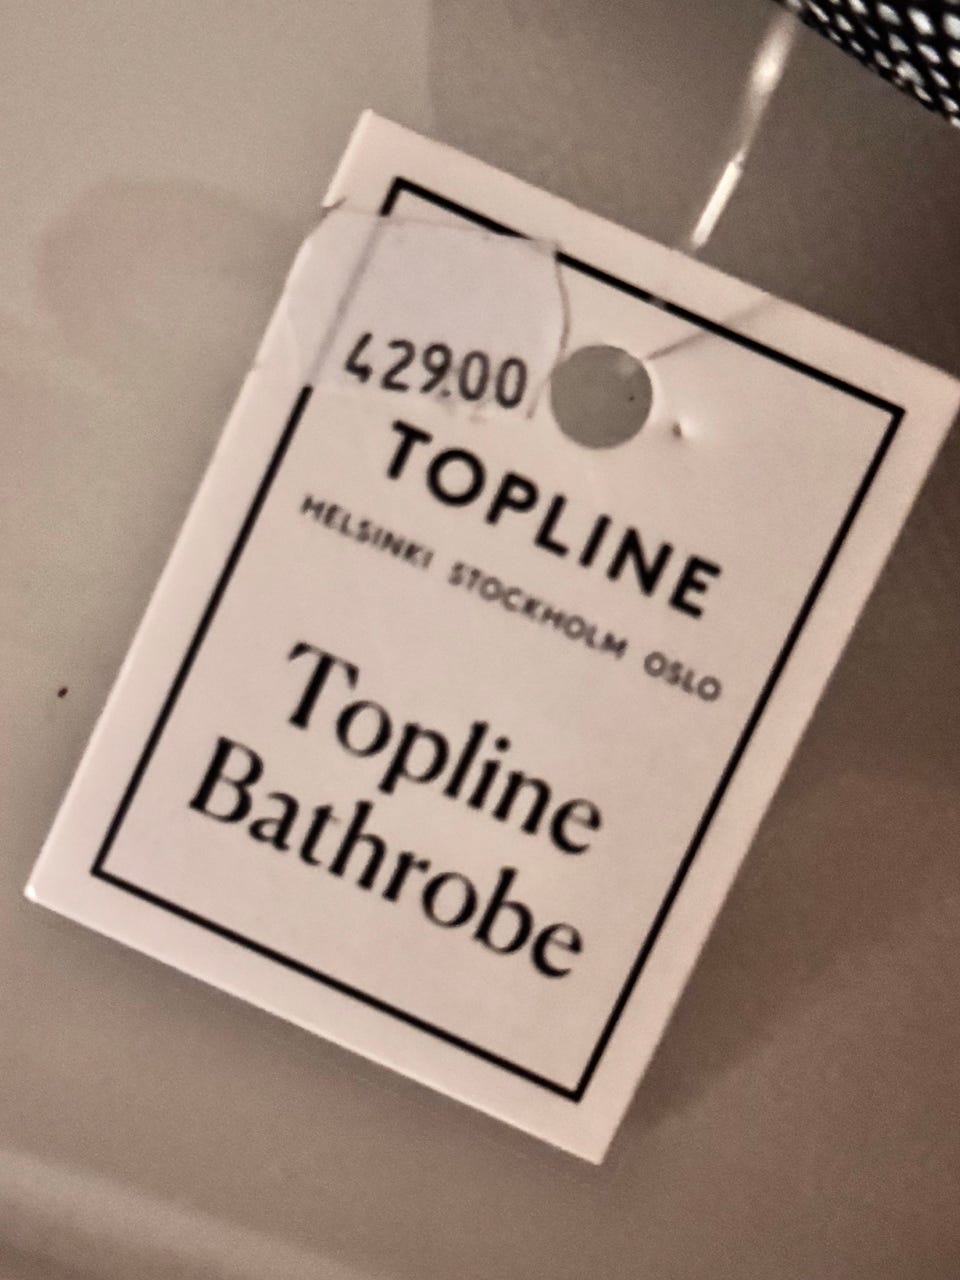 429.00
TOPLINE
HELSINKI STOCKHOLM OSLO
Topline
Bathrobe